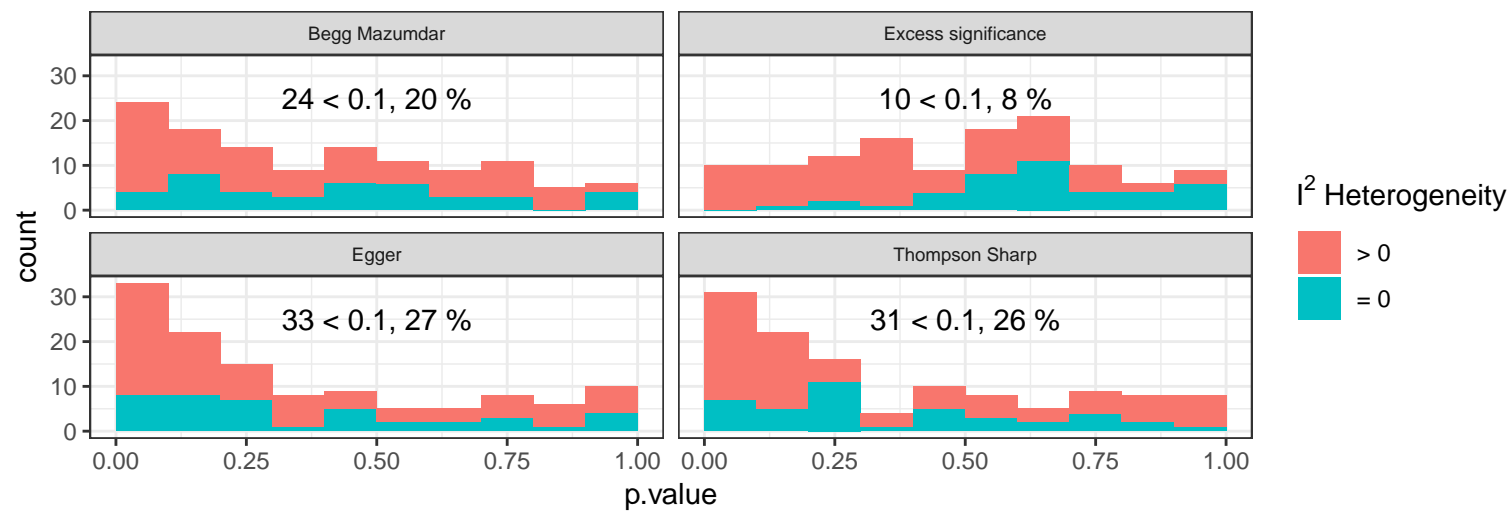 Begg Mazumdar
Excess significance
24 < 0.1, 20 %
10 < 0.1, 8 %
30
20
10
0
Egger
Thompson Sharp
33 < 0.1, 27 %
31 < 0.1, 26 %
30
20
10
0
0.00 0.25 0.50 0.75 1.00
0.00 0.25 0.50 0.75 1.00
p.value
count
I² Heterogeneity
> 0
= 0